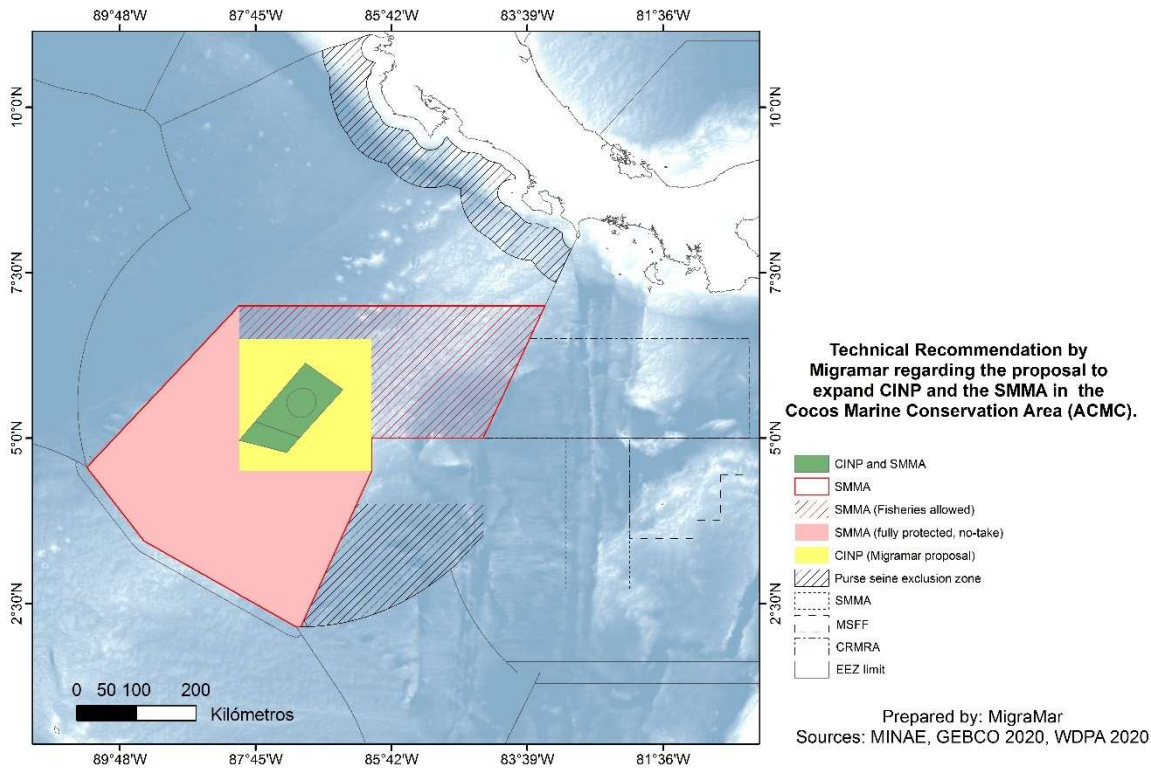 89°48'W 87°45'W 85°42'W 83°39'W 81°36'W
10°0'N 10°0'N
7°30'N 7°30'N
5°0'N 5°0'N
2°30'N 2°30'N
0 50 100 200
Kilómetros
89°48'W 87°45'W 85°42'W 83°39'W 81°36'W
Technical Recommendation by
Migramar regarding the proposal to
expand CINP and the SMMA in the
Cocos Marine Conservation Area (ACMC).
CINP and SMMA
SMMA
SMMA (Fisheries allowed)
SMMA (fully protected, no-take)
CINP (Migramar proposal)
Purse seine exclusion zone
SMMA
MSFF
CRMRA
EEZ limit
Prepared by: MigraMar
Sources: MINAE, GEBCO 2020, WDPA 2020